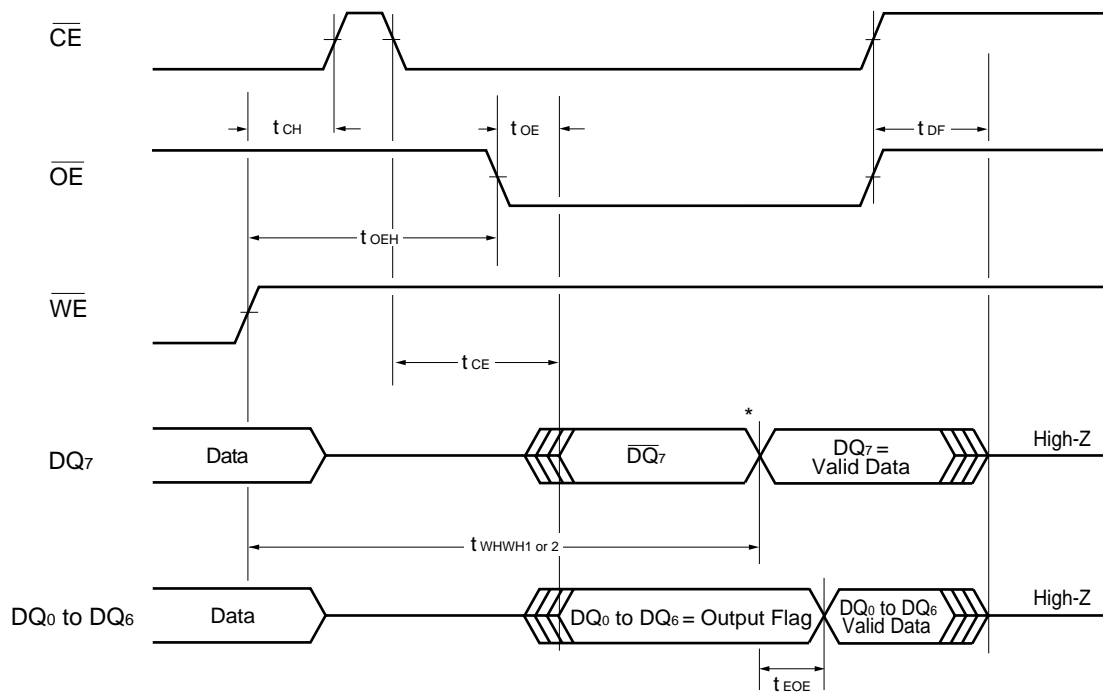 CE
t CH
t OE
t DF
OE
t OEH
WE
t CE
*
DQ7
Data
DQ7
DQ7 =
Valid Data
High-Z
t WHWH1 or 2
DQ0 to DQ6
Data
DQ0 to DQ6 = Output Flag
DQ0 to DQ6
Valid Data
High-Z
t EOE